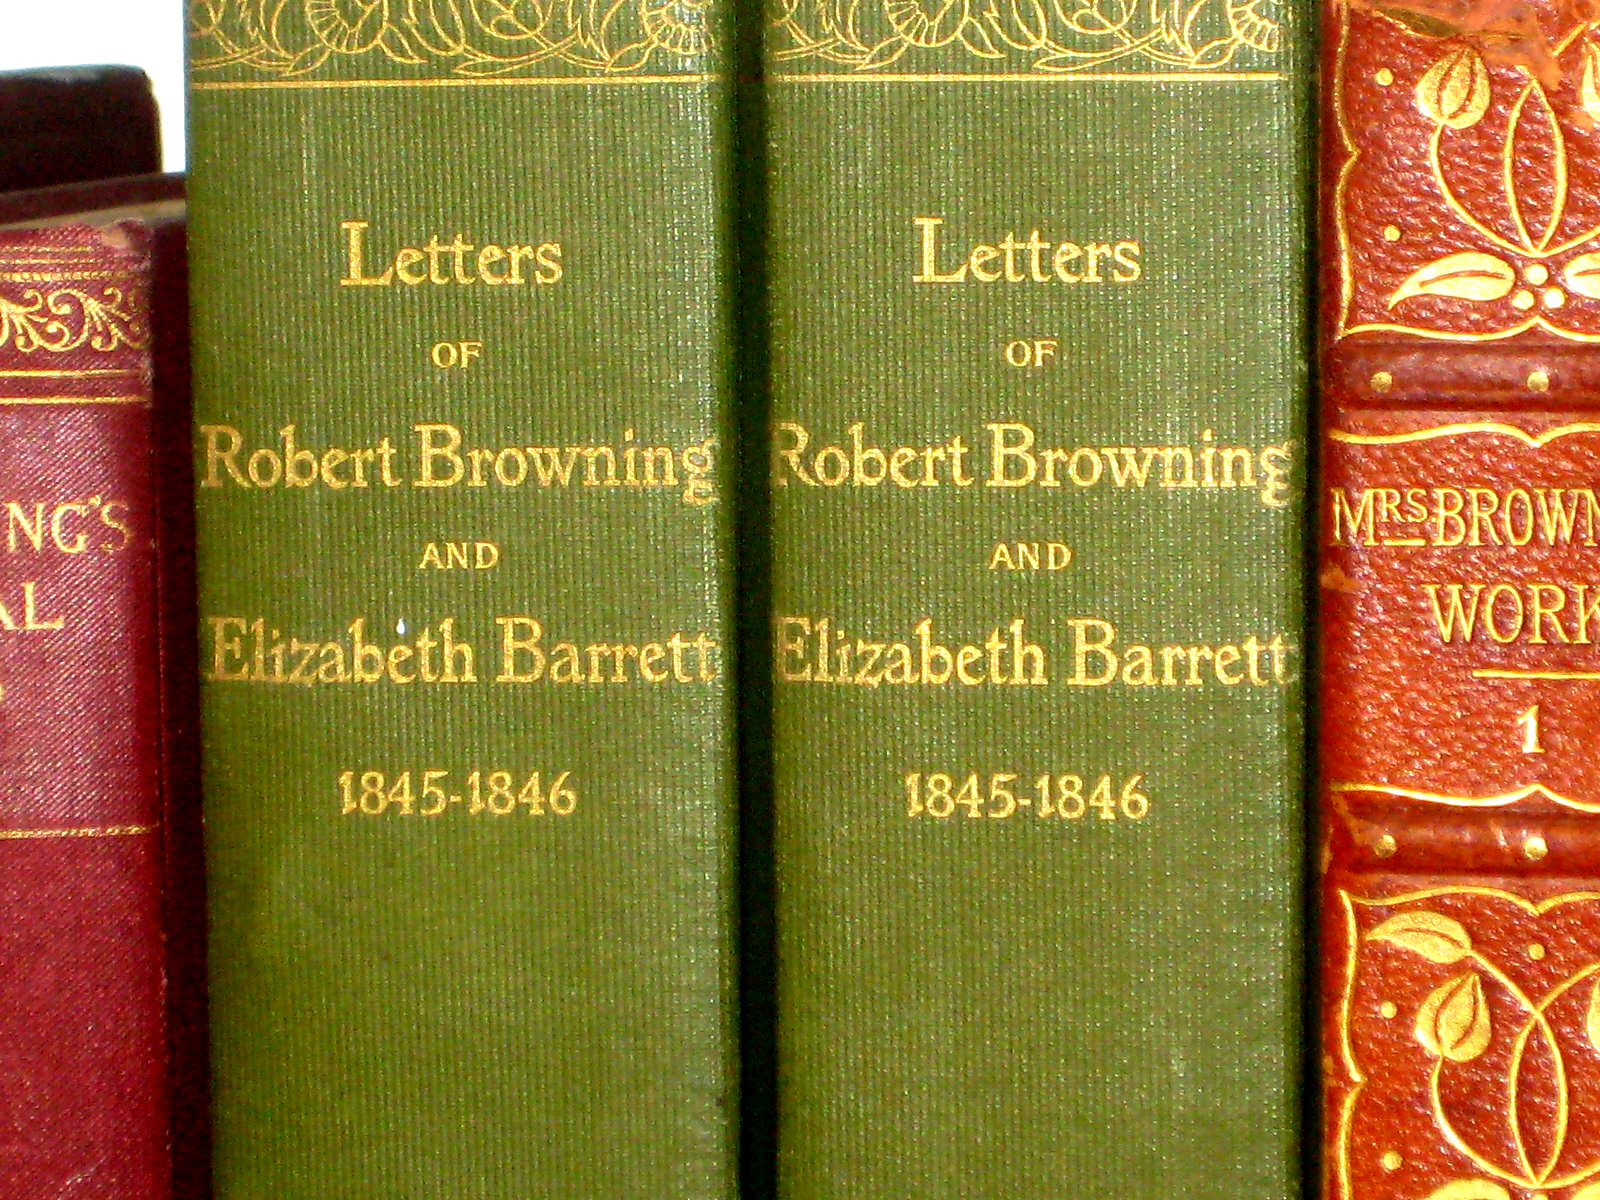 NG'S
AL
Letters
OF
Robert Browning
AND
Elizabeth Barrett
1845-1846
Letters
OF
Robert Browning
AND
Elizabeth Barrett
1845-1846
MRS BROWN
WORK
1